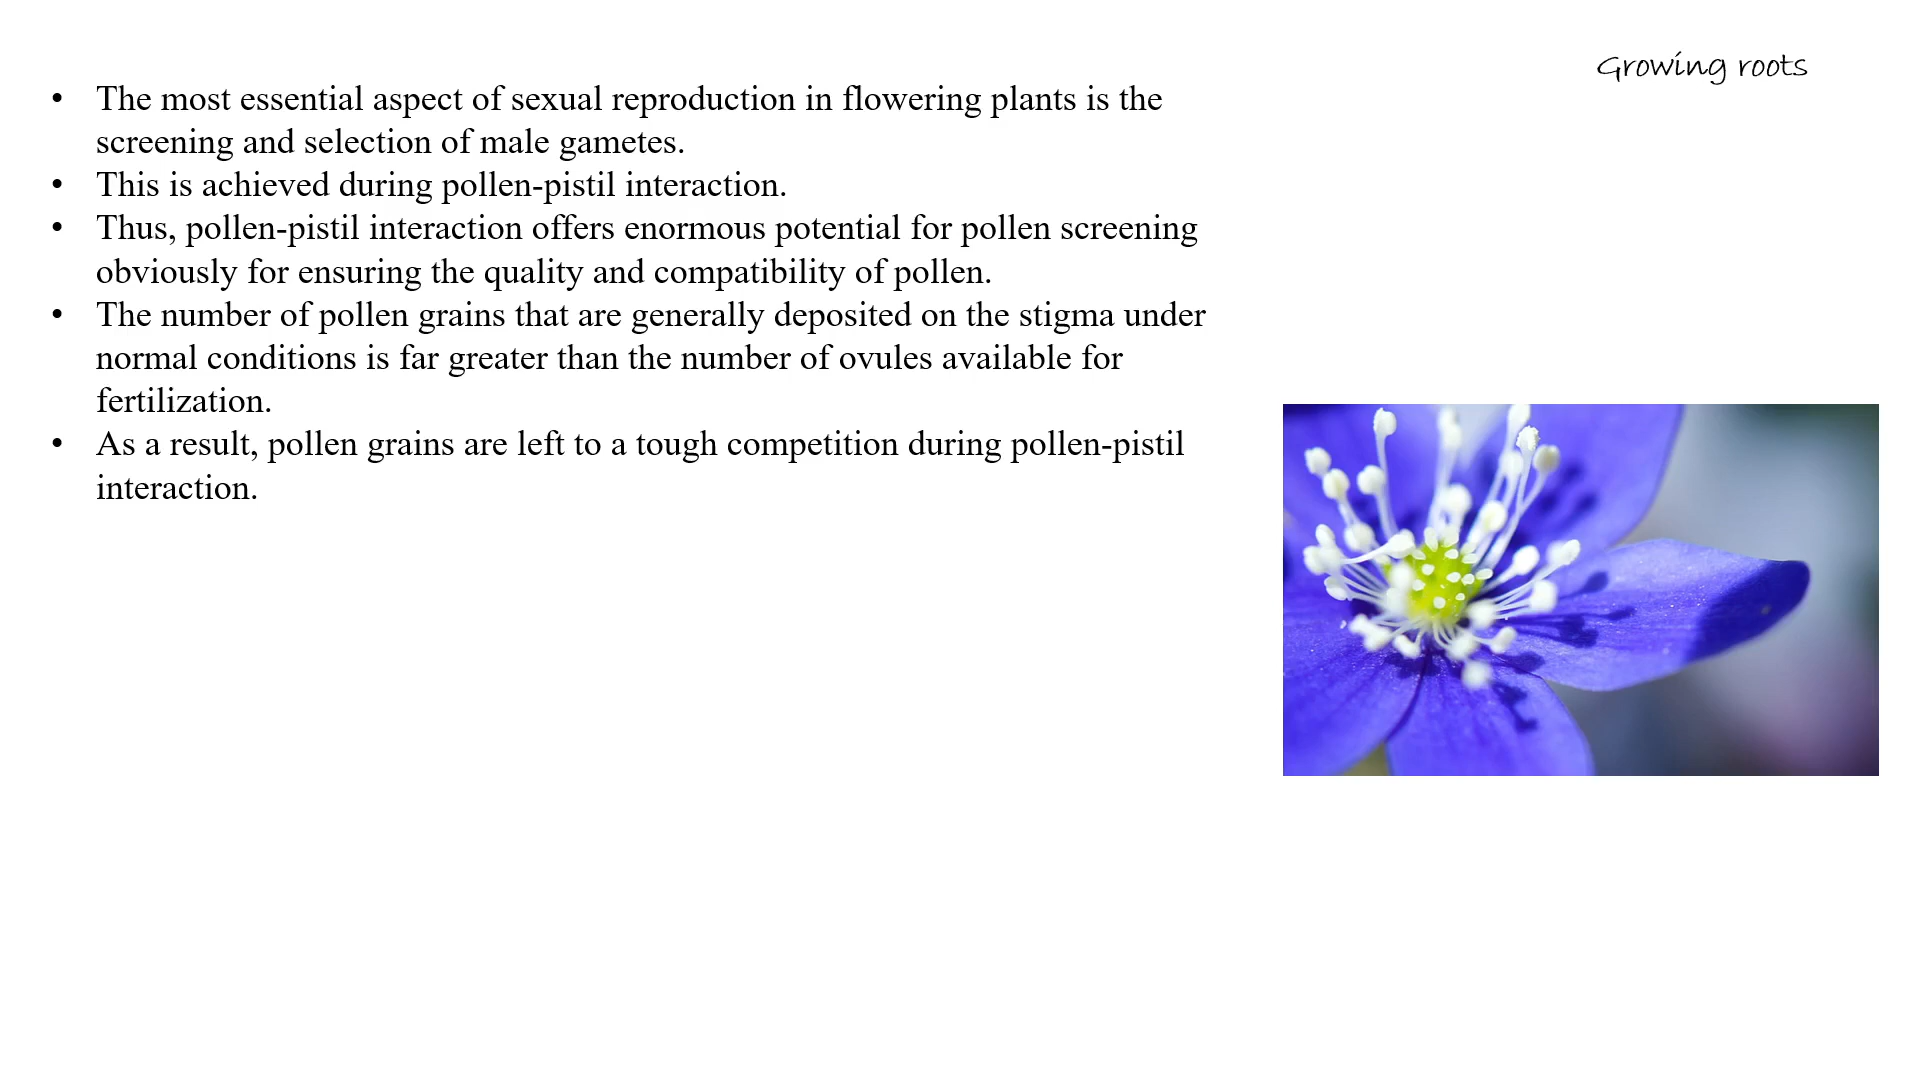 Growing roots
• The most essential aspect of sexual reproduction in flowering plants is the
screening and selection of male gametes.
• This is achieved during pollen-pistil interaction.
• Thus, pollen-pistil interaction offers enormous potential for pollen screening
obviously for ensuring the quality and compatibility of pollen.
• The number of pollen grains that are generally deposited on the stigma under
normal conditions is far greater than the number of ovules available for
fertilization.
• As a result, pollen grains are left to a tough competition during pollen-pistil
interaction.